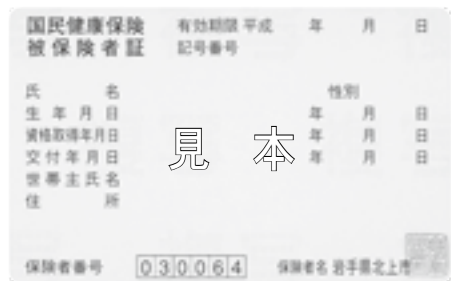 国民健康保険 有効期限 平成 年 月 日
被保険者証 記号番号
氏 名 性別
生年月日 年 月 日
資格取得年月日 年 月 日
交付年月日 年 月 日
見本
世帯主氏名
住 所
保険者番号 030064 保険者名 岩手県北上市